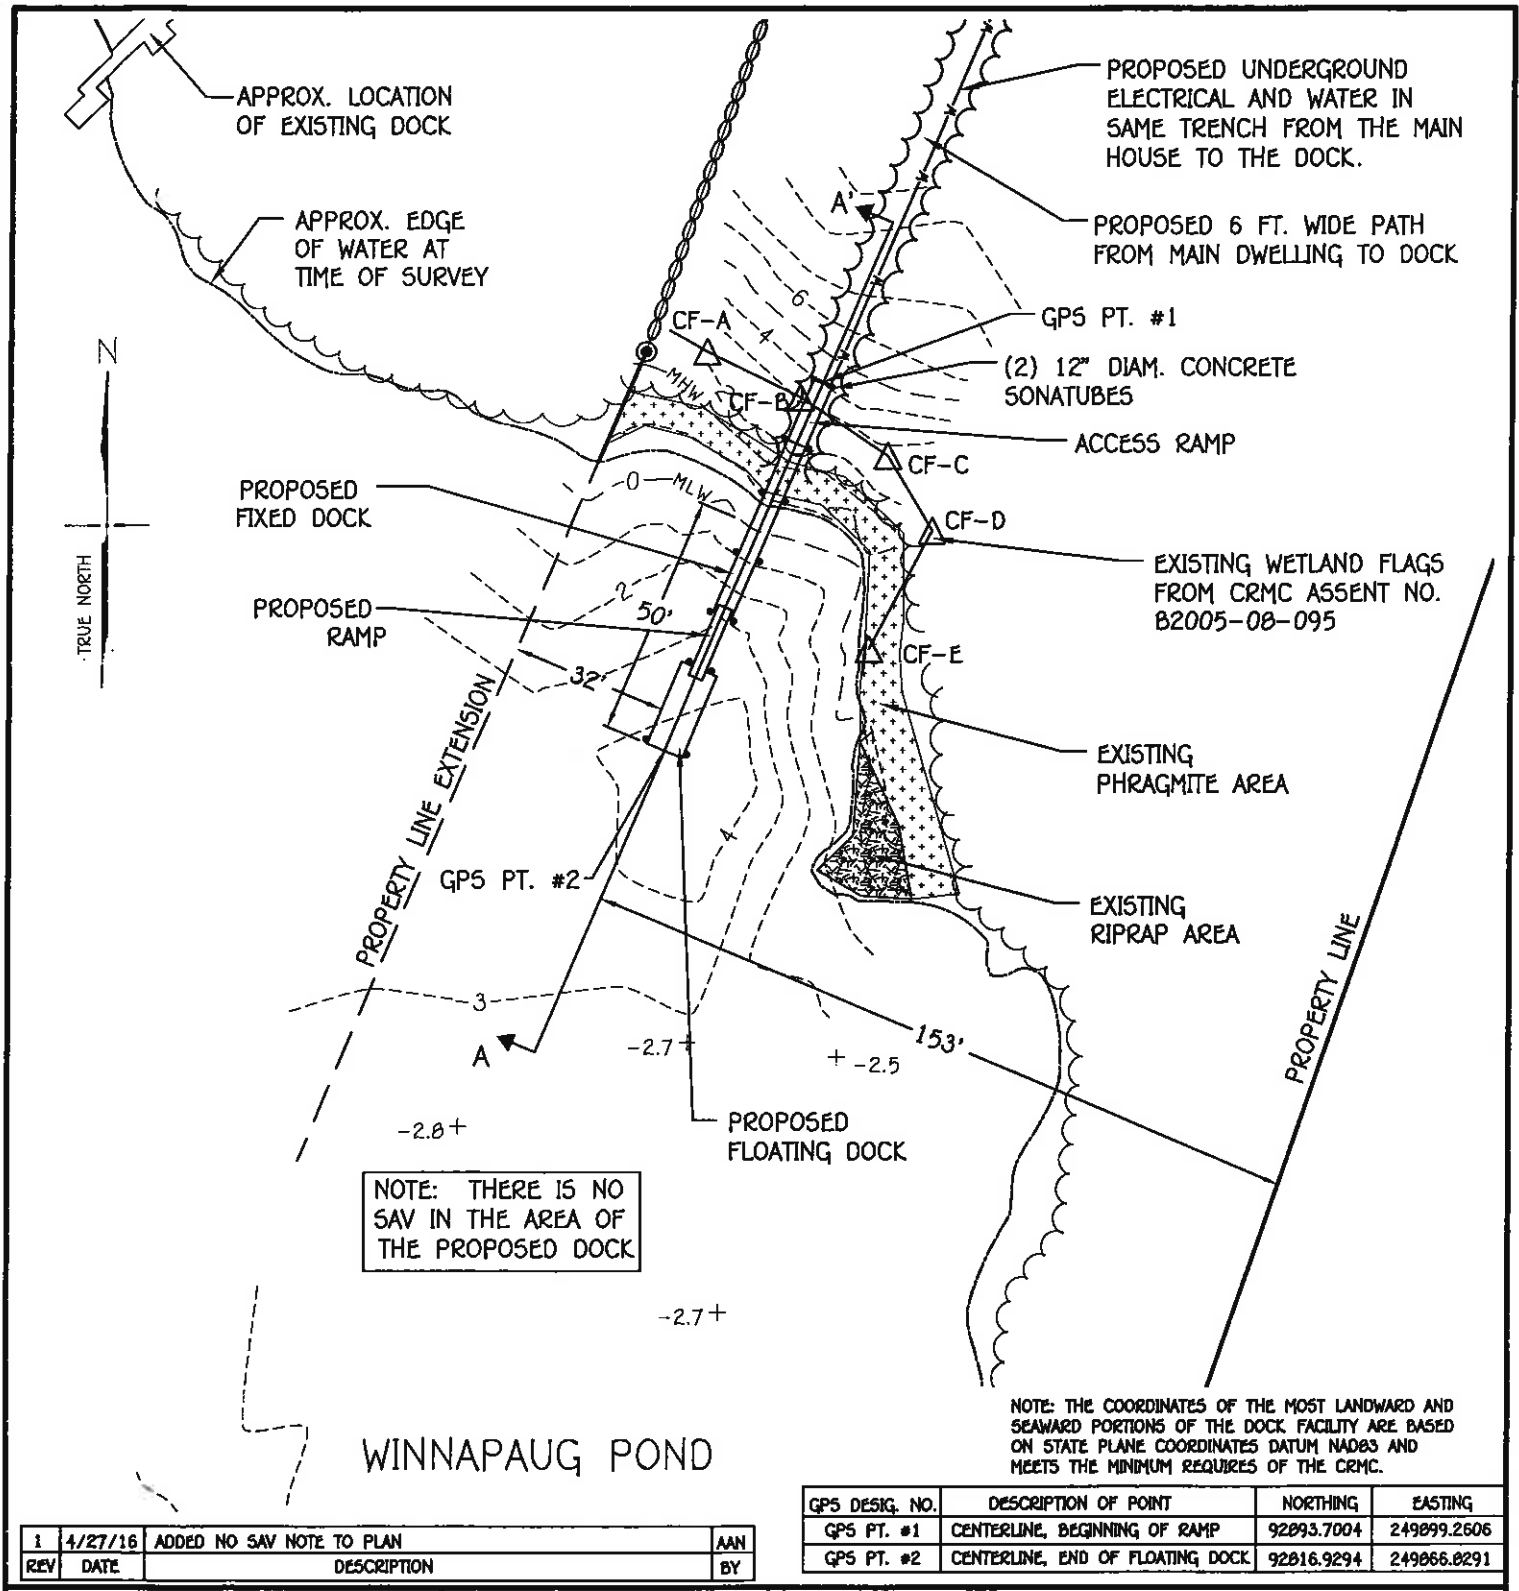 APPROX. LOCATION
OF EXISTING DOCK
PROPOSED UNDERGROUND
ELECTRICAL AND WATER IN
SAME TRENCH FROM THE MAIN
HOUSE TO THE DOCK.
APPROX. EDGE
OF WATER AT
TIME OF SURVEY
A'
PROPOSED 6 FT. WIDE PATH
FROM MAIN DWELLING TO DOCK
6
4
GPS PT. #1
CF-A
N
MHW
CF-B
(2) 12" DIAM. CONCRETE
SONATUBES
ACCESS RAMP
CF-C
0
MLW
PROPOSED
FIXED DOCK
CF-D
TRUE NORTH
EXISTING WETLAND FLAGS
FROM CRMC ASSENT NO.
B2005-08-095
2
50'
PROPOSED
RAMP
CF-E
32'
PROPERTY LINE EXTENSION
EXISTING
PHRAGMITE AREA
4
GPS PT. #2
EXISTING
RIPRAP AREA
PROPERTY LINE
3
A
-2.7
153'
-2.5
-2.8
PROPOSED
FLOATING DOCK
NOTE: THERE IS NO
SAV IN THE AREA OF
THE PROPOSED DOCK
-2.7
WINNAPAUG POND
NOTE: THE COORDINATES OF THE MOST LANDWARD AND
SEAWARD PORTIONS OF THE DOCK FACILITY ARE BASED
ON STATE PLANE COORDINATES DATUM NAD83 AND
MEETS THE MINIMUM REQUIRES OF THE CRMC.
GPS DESIG. NO. DESCRIPTION OF POINT NORTHING EASTING
GPS PT. #1 CENTERLINE, BEGINNING OF RAMP 92893.7004 249899.2606
GPS PT. #2 CENTERLINE, END OF FLOATING DOCK 92816.9294 249866.8291
1 4/27/16 ADDED NO SAV NOTE TO PLAN AAN
REV DATE DESCRIPTION BY